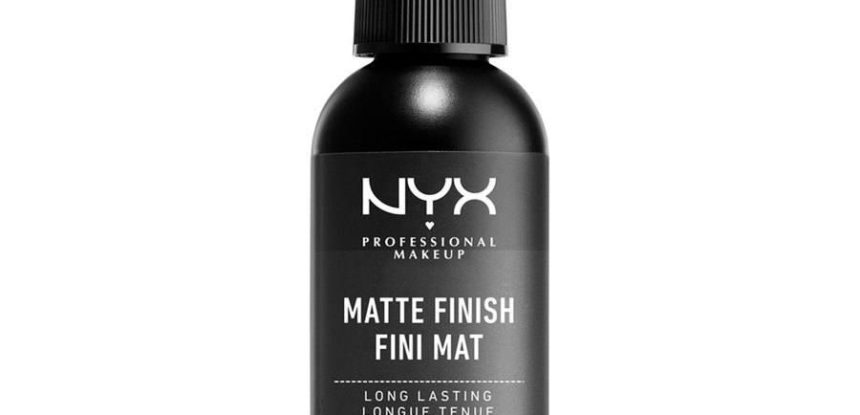 NYX
PROFESSIONAL
MAKEUP
MATTE FINISH
FINI MAT
LONG LASTING
LONGUE TENUE